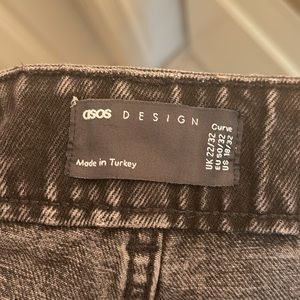 asos DESIGN
Made in Turkey
Curve
UK 22/32
EU 50/32
US 18/32